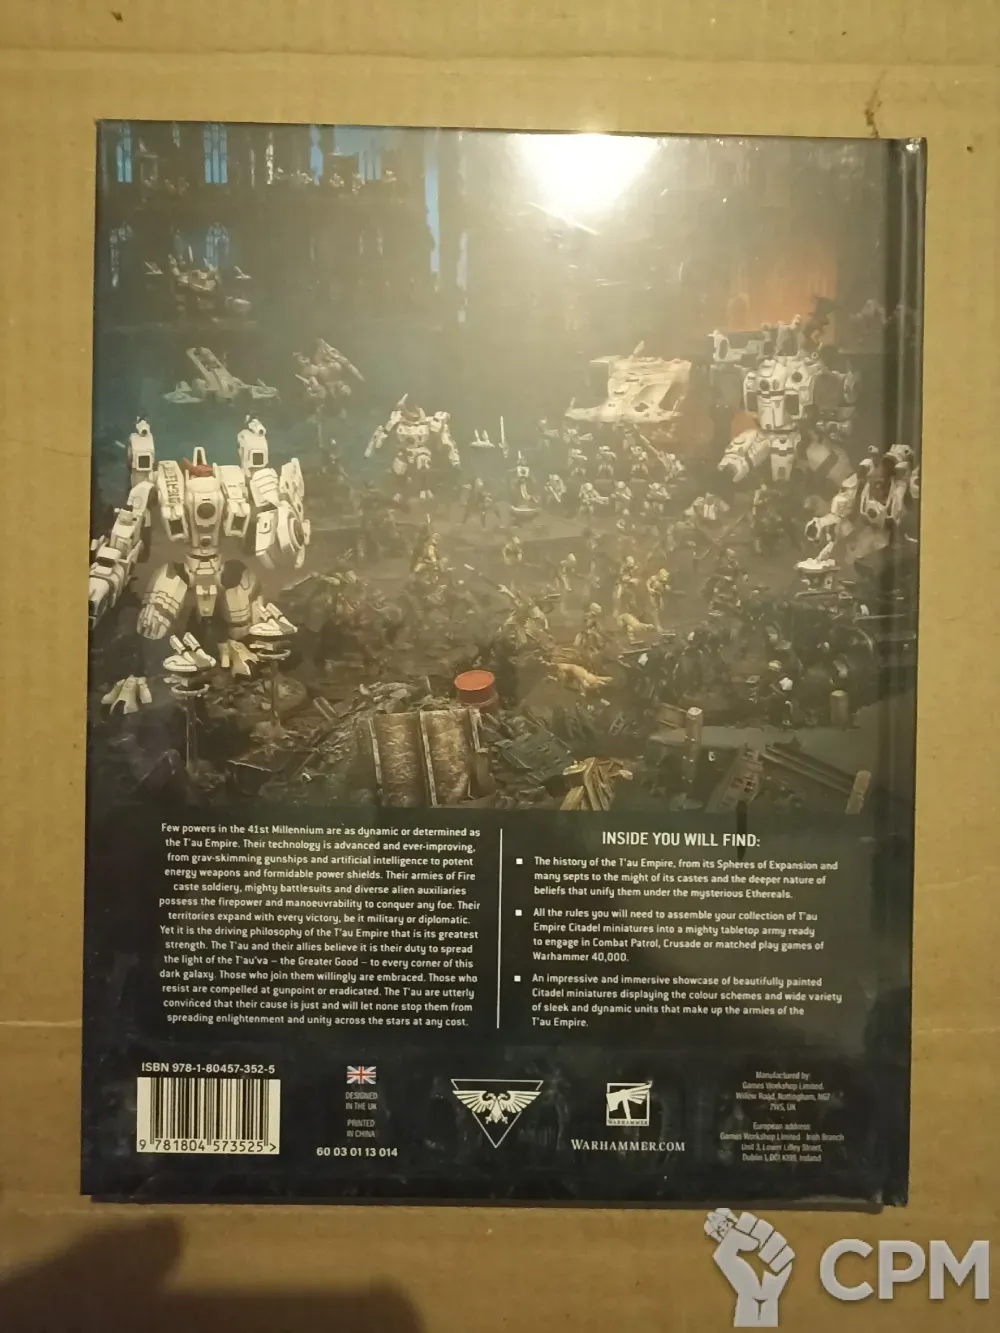 Few powers in the 41st Millennium are as dynamic or determined as
the T'au Empire. Their technology is advanced and ever-improving,
from grav-skimming gunships and artificial intelligence to potent
energy weapons and formidable power shields. Their armies of Fire
caste soldiery, mighty battlesuits and diverse alien auxiliaries
possess the firepower and manoeuvrability to conquer any foe. Their
territories expand with every victory, be it military or diplomatic.
Yet it is the driving philosophy of the T'au Empire that is its greatest
strength. The T'au and their allies believe it is their duty to spread
the light of the T'au'va – the Greater Good – to every corner of this
dark galaxy. Those who join them willingly are embraced. Those who
resist are compelled at gunpoint or eradicated. The T'au are utterly
convinced that their cause is just and will let none stop them from
spreading enlightenment and unity across the stars at any cost.
INSIDE YOU WILL FIND:
The history of the T'au Empire, from its Spheres of Expansion and
many septs to the might of its castes and the deeper nature of
beliefs that unify them under the mysterious Ethereals.
All the rules you will need to assemble your collection of T'au
Empire Citadel miniatures into a mighty tabletop army ready
to engage in Combat Patrol, Crusade or matched play games of
Warhammer 40,000.
An impressive and immersive showcase of beautifully painted
Citadel miniatures displaying the colour schemes and wide variety
of sleek and dynamic units that make up the armies of the
T'au Empire.
ISBN 978-1-80457-352-5
9 781804 573525 >
DESIGNED
IN THE UK
PRINTED
IN CHINA
60 03 01 13 014
WARHAMMER
WARHAMMER.COM
Manufactured by:
Games Workshop Limited,
Willow Road, Nottingham, NG7
2WS, UK
European address:
Games Workshop Limited - Irish Branch
Unit 3, Lower Liffey Street,
Dublin 1, D01 K199, Ireland
CPM